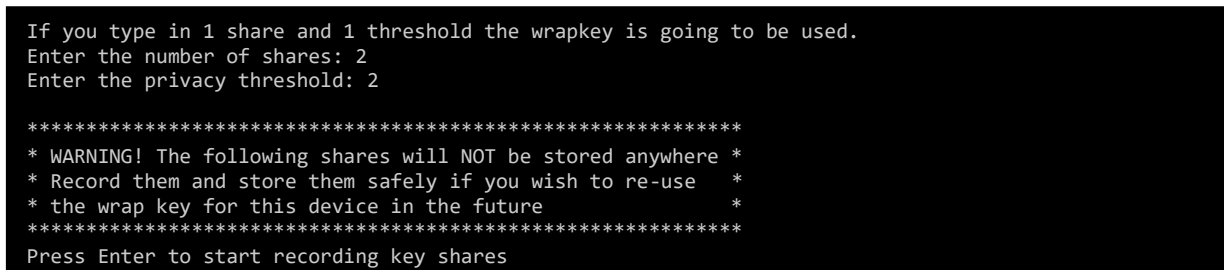 If you type in 1 share and 1 threshold the wrapkey is going to be used.
Enter the number of shares: 2
Enter the privacy threshold: 2
************************************************************
* WARNING! The following shares will NOT be stored anywhere *
* Record them and store them safely if you wish to re-use   *
* the wrap key for this device in the future                *
************************************************************
Press Enter to start recording key shares